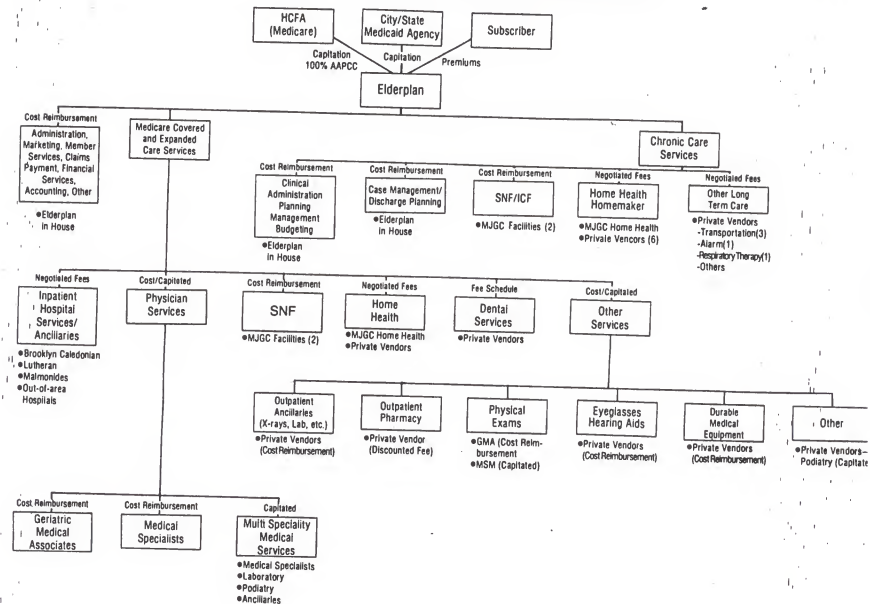 HCFA
(Medicare)
City/State
Medicaid Agency
Subscriber
Capitation
100% AAPCC
Capitation
Premiums
Elderplan
Cost Reimbursement
Administration,
Marketing, Member
Services, Claims
Payment, Financial
Services,
Accounting, Other
●Elderplan
in House
Medicare Covered
and Expanded
Care Services
Chronic Care
Services
Cost Reimbursement
Clinical
Administration
Planning
Management
Budgeting
●Elderplan
in House
Cost Reimbursement
Case Management/
Discharge Planning
●Elderplan
in House
Cost Reimbursement
SNF/ICF
●MJGC Facilities (2)
Negotiated Fees
Home Health
Homemaker
●MJGC Home Health
●Private Vencors (6)
Negotiated Fees
Other Long
Term Care
●Private Vendors
-Transportation(3)
-Alarm(1)
-Respiratory Therapy(1)
-Others
Negotiated Fees
Inpatient
Hospital
Services/
Anciliaries
●Brooklyn Caledonian
●Lutheran
●Malmonides
●Out-of-area
Hospitals
Cost/Capitated
Physician
Services
Cost Reimbursement
SNF
●MJGC Facilities (2)
Negotiated Fees
Home
Health
●MJGC Home Health
●Private Vendors
Fee Schedule
Dental
Services
●Private Vendors
Cost/Capitated
Other
Services
Outpatient
Ancillaries
(X-rays, Lab, etc.)
●Private Vendors
(Cost Reimbursement)
Outpatient
Pharmacy
●Private Vendor
(Discounted Fee)
Physical
Exams
●GMA (Cost Reim-
bursement
●MSM (Capitated)
Eyeglasses
Hearing Aids
●Private Vendors
(Cost Reimbursement)
Durable
Medical
Equipment
●Private Vendors
(Cost Reimbursement)
Other
●Private Vendors–
Podiatry (Capitate
Cost Reimbursement
Geriatric
Medical
Associates
Cost Reimbursement
Medical
Specialists
Capitated
Multi Speciality
Medical
Services
●Medical Specialists
●Laboratory
●Podiatry
●Anciliaries